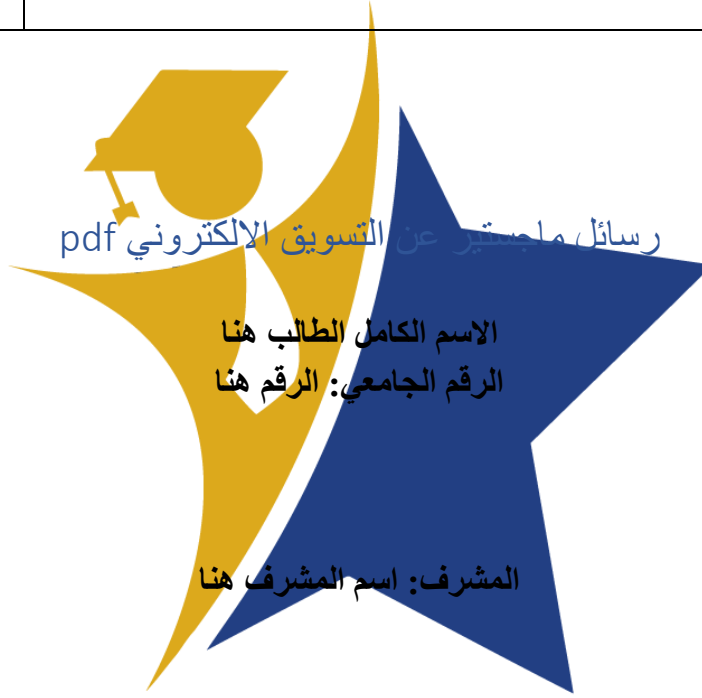 رسائل ماجستير عن التسويق الالكتروني pdf
الاسم الكامل الطالب هنا
الرقم الجامعي: الرقم هنا
المشرف: اسم المشرف هنا